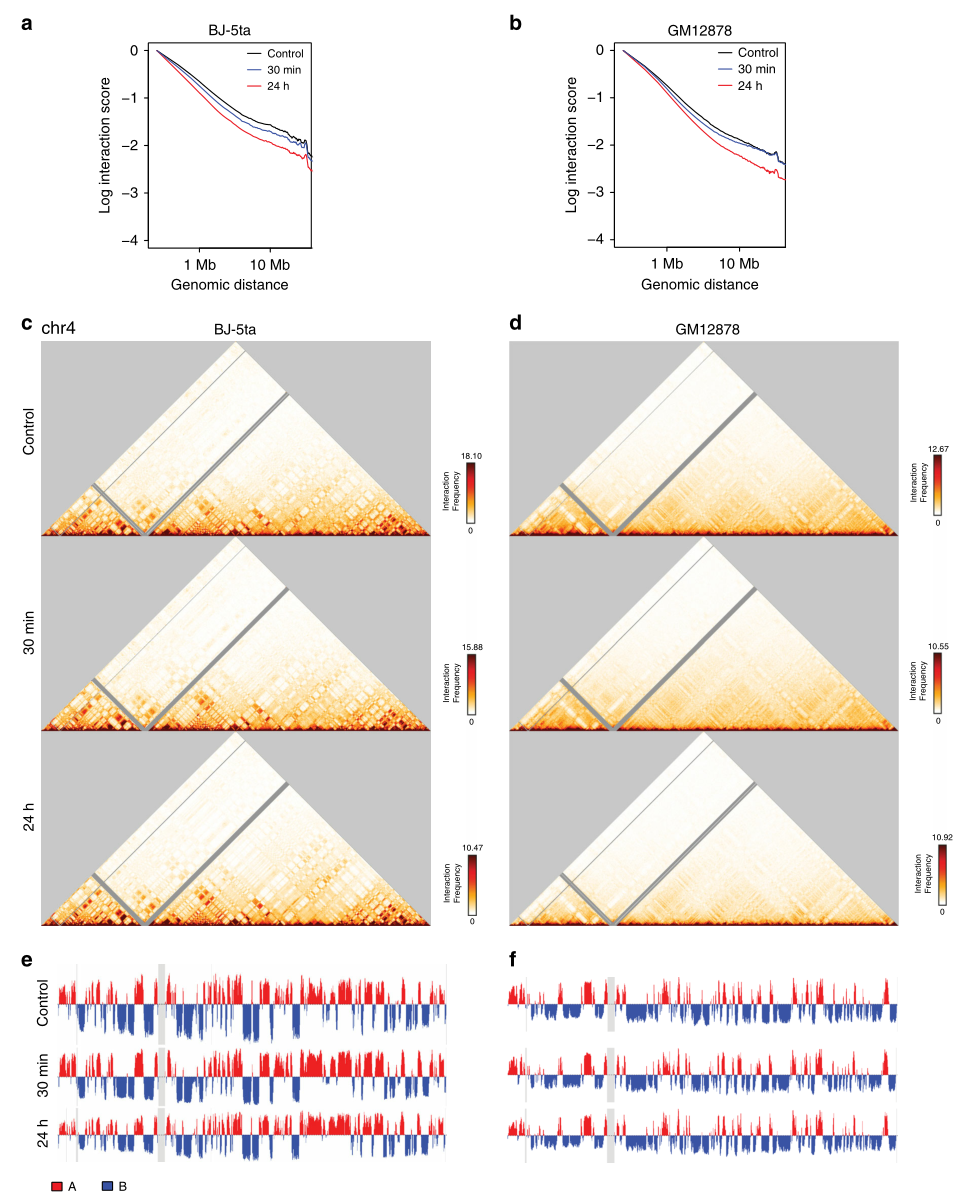 a
BJ-5ta
b
GM12878
Log interaction score
0
−1
−2
−3
−4
Control
30 min
24 h
1 Mb
10 Mb
Genomic distance
Log interaction score
0
−1
−2
−3
−4
Control
30 min
24 h
1 Mb
10 Mb
Genomic distance
c
chr4
BJ-5ta
d
GM12878
Control
18.10
Interaction
Frequency
0
12.67
Interaction
Frequency
0
30 min
15.88
Interaction
Frequency
0
10.55
Interaction
Frequency
0
24 h
10.47
Interaction
Frequency
0
10.92
Interaction
Frequency
0
e
f
Control
30 min
24 h
A
B